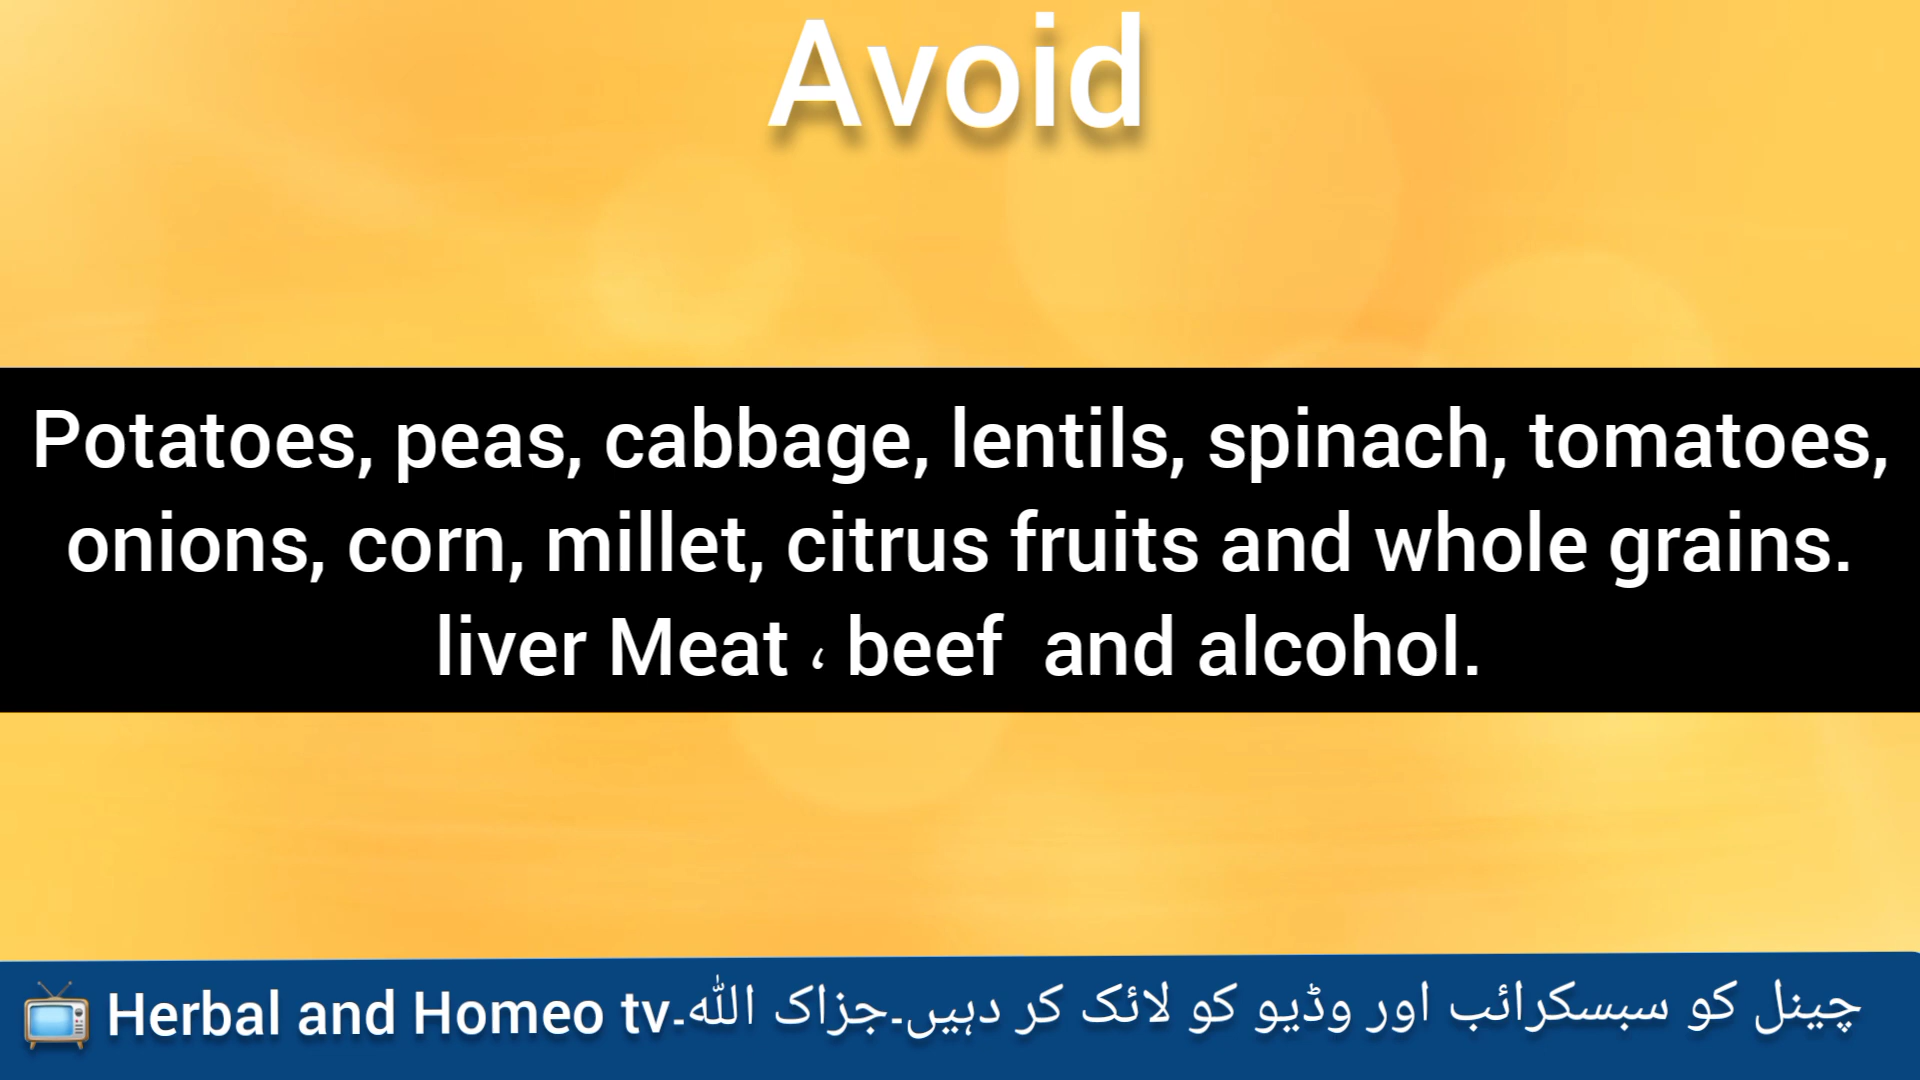 Avoid
Potatoes, peas, cabbage, lentils, spinach, tomatoes,
onions, corn, millet, citrus fruits and whole grains.
liver Meat ، beef  and alcohol.
📺 Herbal and Homeo tv۔چینل کو سبسکرائب اور وڈیو کو لائک کر دہیں۔جزاک اللہ